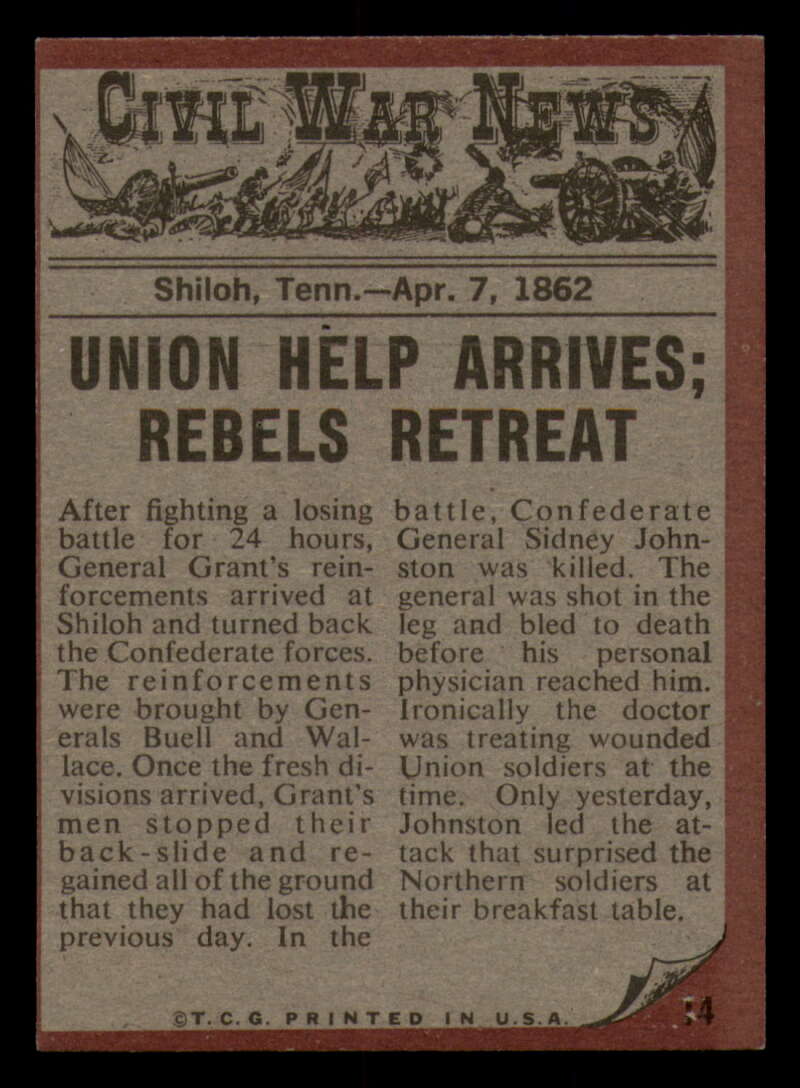 CIVIL WAR NEWS
Shiloh, Tenn.—Apr. 7, 1862
UNION HELP ARRIVES;
REBELS RETREAT
After fighting a losing
battle for 24 hours,
General Grant's rein-
forcements arrived at
Shiloh and turned back
the Confederate forces.
The reinforcements
were brought by Gen-
erals Buell and Wal-
lace. Once the fresh di-
visions arrived, Grant's
men stopped their
back-slide and re-
gained all of the ground
that they had lost the
previous day. In the
battle, Confederate
General Sidney John-
ston was killed. The
general was shot in the
leg and bled to death
before his personal
physician reached him.
Ironically the doctor
was treating wounded
Union soldiers at the
time. Only yesterday,
Johnston led the at-
tack that surprised the
Northern soldiers at
their breakfast table.
©T.C.G. PRINTED IN U.S.A.